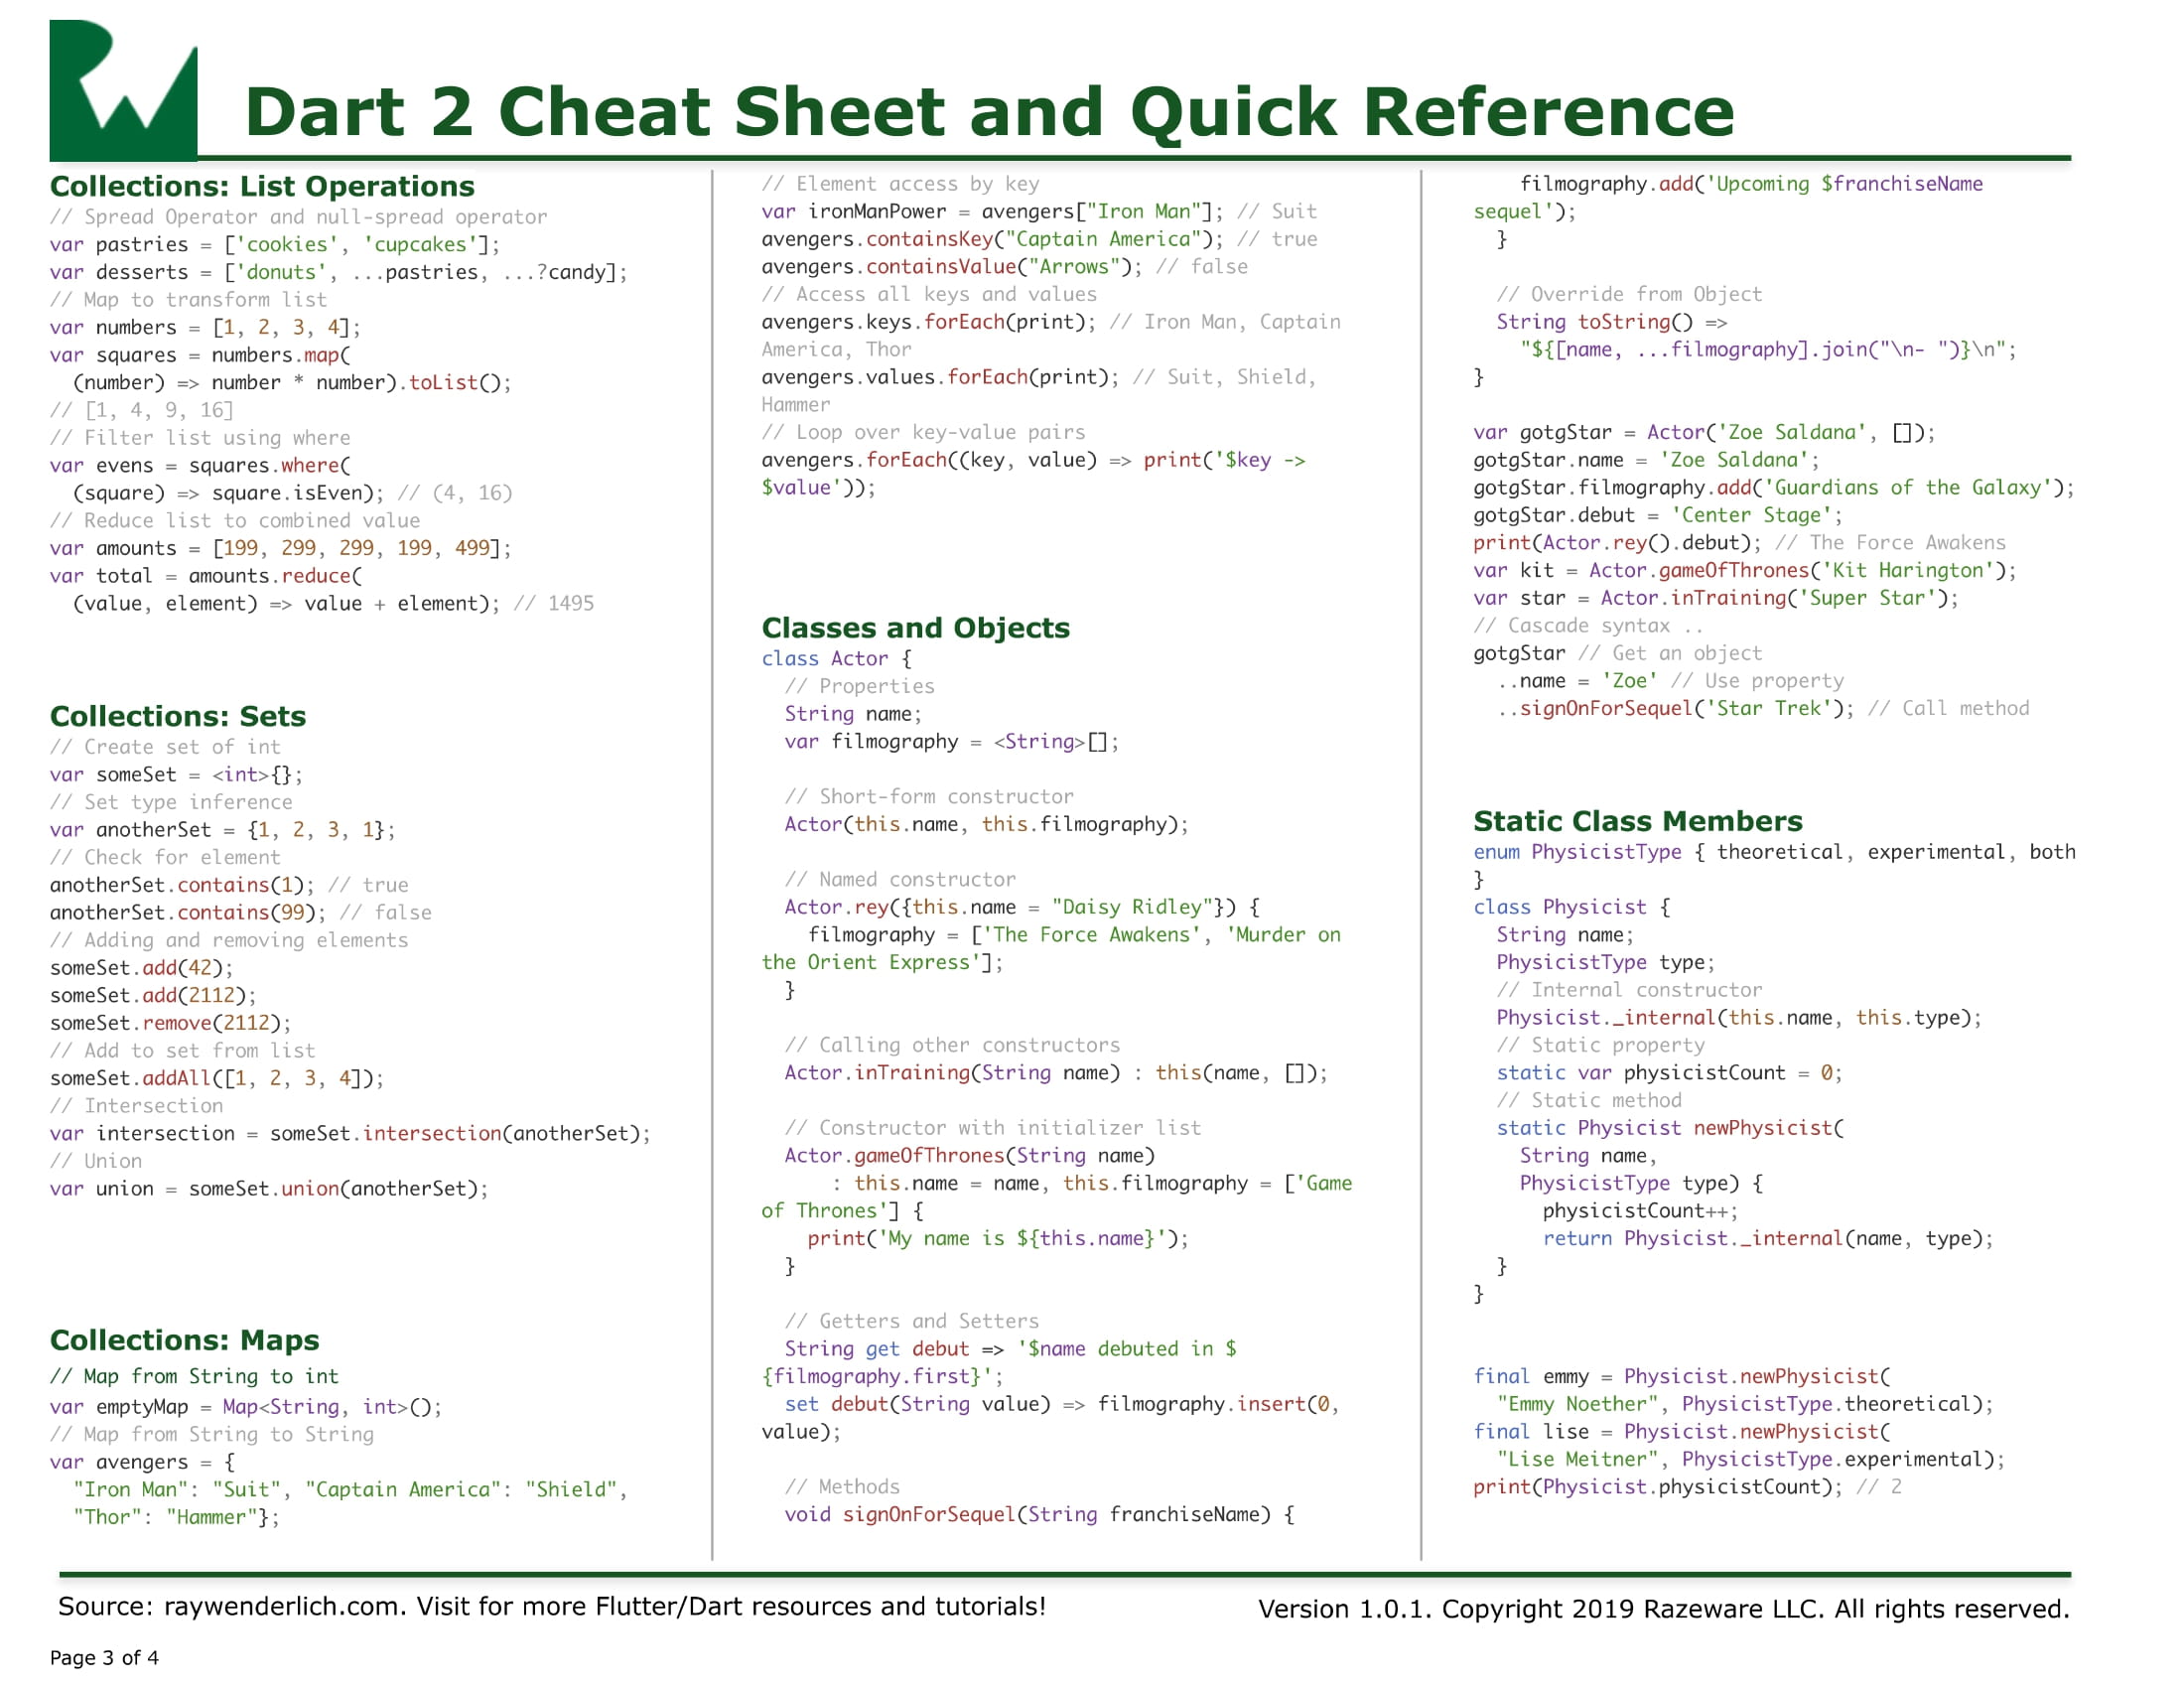 Dart 2 Cheat Sheet and Quick Reference
Collections: List Operations
// Spread Operator and null-spread operator
var pastries = ['cookies', 'cupcakes'];
var desserts = ['donuts', ...pastries, ...?candy];
// Map to transform list
var numbers = [1, 2, 3, 4];
var squares = numbers.map(
  (number) => number * number).toList();
// [1, 4, 9, 16]
// Filter list using where
var evens = squares.where(
  (square) => square.isEven); // (4, 16)
// Reduce list to combined value
var amounts = [199, 299, 299, 199, 499];
var total = amounts.reduce(
  (value, element) => value + element); // 1495
Collections: Sets
// Create set of int
var someSet = <int>{};
// Set type inference
var anotherSet = {1, 2, 3, 1};
// Check for element
anotherSet.contains(1); // true
anotherSet.contains(99); // false
// Adding and removing elements
someSet.add(42);
someSet.add(2112);
someSet.remove(2112);
// Add to set from list
someSet.addAll([1, 2, 3, 4]);
// Intersection
var intersection = someSet.intersection(anotherSet);
// Union
var union = someSet.union(anotherSet);
Collections: Maps
// Map from String to int
var emptyMap = Map<String, int>();
// Map from String to String
var avengers = {
  "Iron Man": "Suit", "Captain America": "Shield",
  "Thor": "Hammer"};
// Element access by key
var ironManPower = avengers["Iron Man"]; // Suit
avengers.containsKey("Captain America"); // true
avengers.containsValue("Arrows"); // false
// Access all keys and values
avengers.keys.forEach(print); // Iron Man, Captain
America, Thor
avengers.values.forEach(print); // Suit, Shield,
Hammer
// Loop over key-value pairs
avengers.forEach((key, value) => print('$key ->
$value'));
Classes and Objects
class Actor {
  // Properties
  String name;
  var filmography = <String>[];
  // Short-form constructor
  Actor(this.name, this.filmography);
  // Named constructor
  Actor.rey({this.name = "Daisy Ridley"}) {
    filmography = ['The Force Awakens', 'Murder on
the Orient Express'];
  }
  // Calling other constructors
  Actor.inTraining(String name) : this(name, []);
  // Constructor with initializer list
  Actor.gameOfThrones(String name)
      : this.name = name, this.filmography = ['Game
of Thrones'] {
    print('My name is ${this.name}');
  }
  // Getters and Setters
  String get debut => '$name debuted in $
{filmography.first}';
  set debut(String value) => filmography.insert(0,
value);
  // Methods
  void signOnForSequel(String franchiseName) {
    filmography.add('Upcoming $franchiseName
sequel');
  }
  // Override from Object
  String toString() =>
    "${[name, ...filmography].join("\n- ")}\n";
}
var gotgStar = Actor('Zoe Saldana', []);
gotgStar.name = 'Zoe Saldana';
gotgStar.filmography.add('Guardians of the Galaxy');
gotgStar.debut = 'Center Stage';
print(Actor.rey().debut); // The Force Awakens
var kit = Actor.gameOfThrones('Kit Harington');
var star = Actor.inTraining('Super Star');
// Cascade syntax ..
gotgStar // Get an object
  ..name = 'Zoe' // Use property
  ..signOnForSequel('Star Trek'); // Call method
Static Class Members
enum PhysicistType { theoretical, experimental, both
}
class Physicist {
  String name;
  PhysicistType type;
  // Internal constructor
  Physicist._internal(this.name, this.type);
  // Static property
  static var physicistCount = 0;
  // Static method
  static Physicist newPhysicist(
    String name,
    PhysicistType type) {
      physicistCount++;
      return Physicist._internal(name, type);
  }
}
final emmy = Physicist.newPhysicist(
  "Emmy Noether", PhysicistType.theoretical);
final lise = Physicist.newPhysicist(
  "Lise Meitner", PhysicistType.experimental);
print(Physicist.physicistCount); // 2
Source: raywenderlich.com. Visit for more Flutter/Dart resources and tutorials!
Version 1.0.1. Copyright 2019 Razeware LLC. All rights reserved.
Page 3 of 4